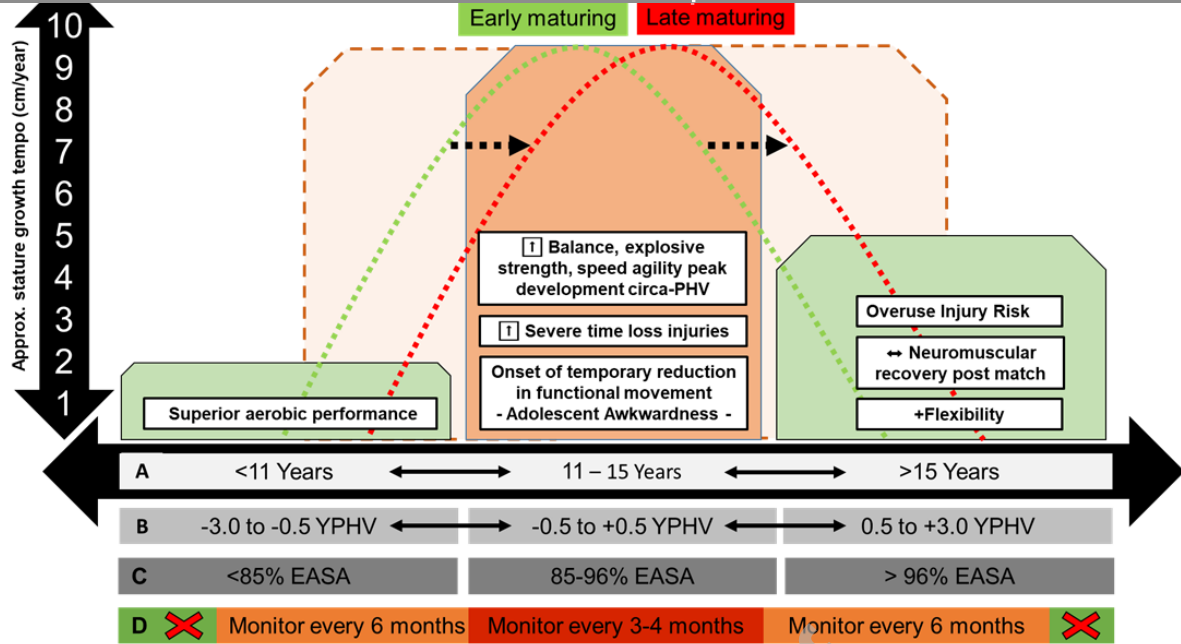 Early maturing
Late maturing
Approx. stature growth tempo (cm/year)
10
9
8
7
6
5
4
3
2
1
↑ Balance, explosive
strength, speed agility peak
development circa-PHV
↑ Severe time loss injuries
Onset of temporary reduction
in functional movement
- Adolescent Awkwardness -
Superior aerobic performance
Overuse Injury Risk
↔ Neuromuscular
recovery post match
+Flexibility
A <11 Years 11 – 15 Years >15 Years
B -3.0 to -0.5 YPHV -0.5 to +0.5 YPHV 0.5 to +3.0 YPHV
C <85% EASA 85-96% EASA > 96% EASA
D Monitor every 6 months Monitor every 3-4 months Monitor every 6 months